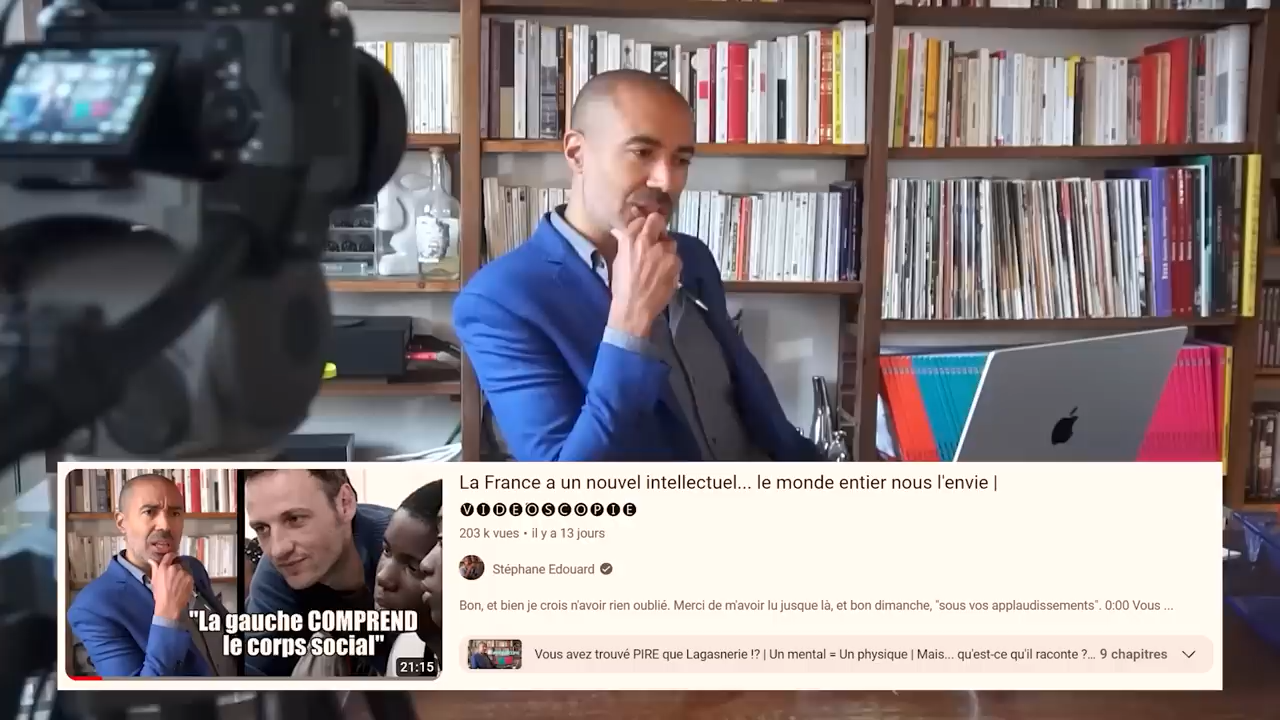 La France a un nouvel intellectuel... le monde entier nous l'envie |
🅥🅘🅓🅔🅞🅢🅒🅞🅟🅘🅔
203 k vues • il y a 13 jours
Stéphane Edouard
Bon, et bien je crois n'avoir rien oublié. Merci de m'avoir lu jusque là, et bon dimanche, "sous vos applaudissements". 0:00 Vous ...
"La gauche COMPREND
le corps social"
21:15
Vous avez trouvé PIRE que Lagasnerie !? | Un mental = Un physique | Mais... qu'est-ce qu'il raconte ?... 9 chapitres